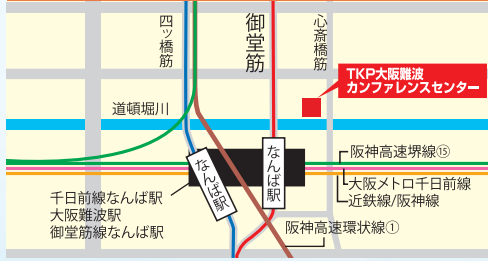 四ツ橋筋
御堂筋
心斎橋筋
TKP大阪難波
カンファレンスセンター
道頓堀川
なんば駅
なんば駅
阪神高速堺線⑮
大阪メトロ千日前線
近鉄線/阪神線
千日前線なんば駅
大阪難波駅
御堂筋線なんば駅
阪神高速環状線①